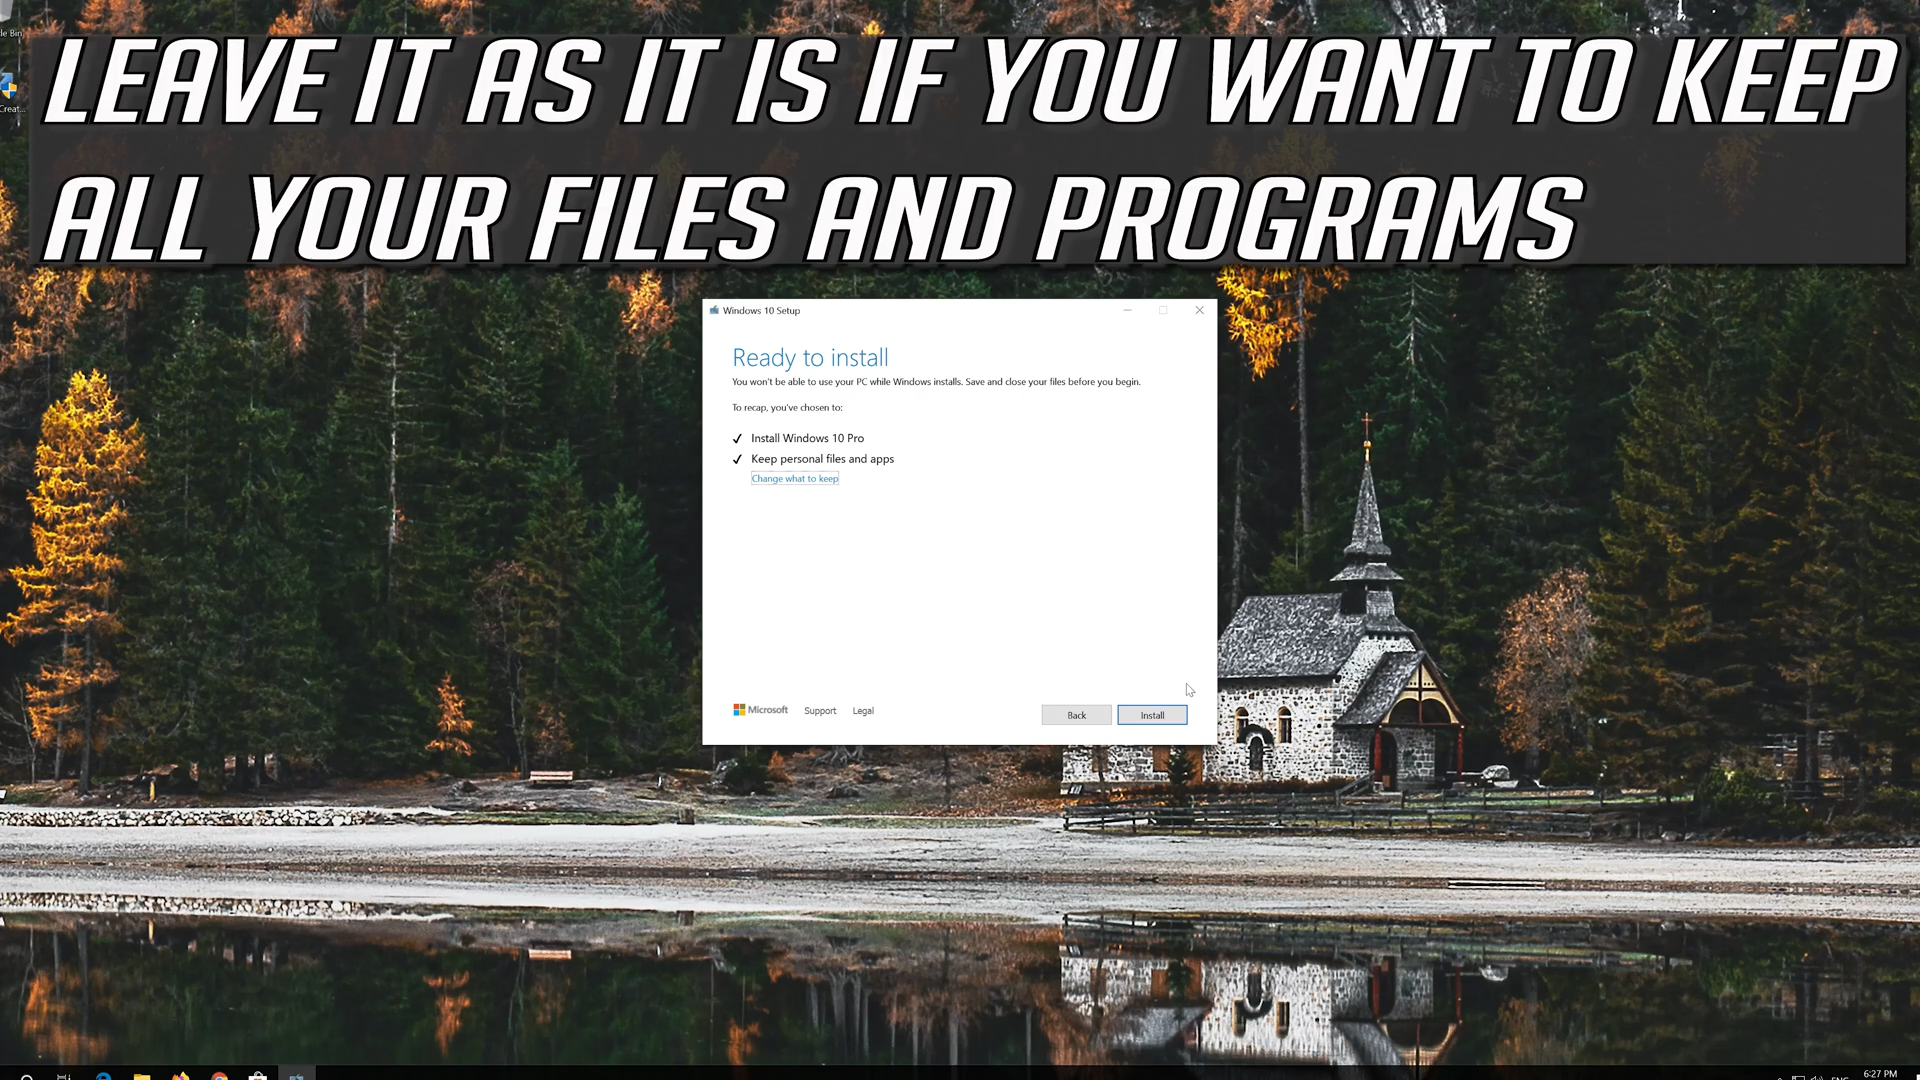 le Bin
Creat...
LEAVE IT AS IT IS IF YOU WANT TO KEEP
ALL YOUR FILES AND PROGRAMS
Windows 10 Setup
Ready to install
You won't be able to use your PC while Windows installs. Save and close your files before you begin.
To recap, you've chosen to:
Install Windows 10 Pro
Keep personal files and apps
Change what to keep
Microsoft Support Legal
Back Install
6:27 PM